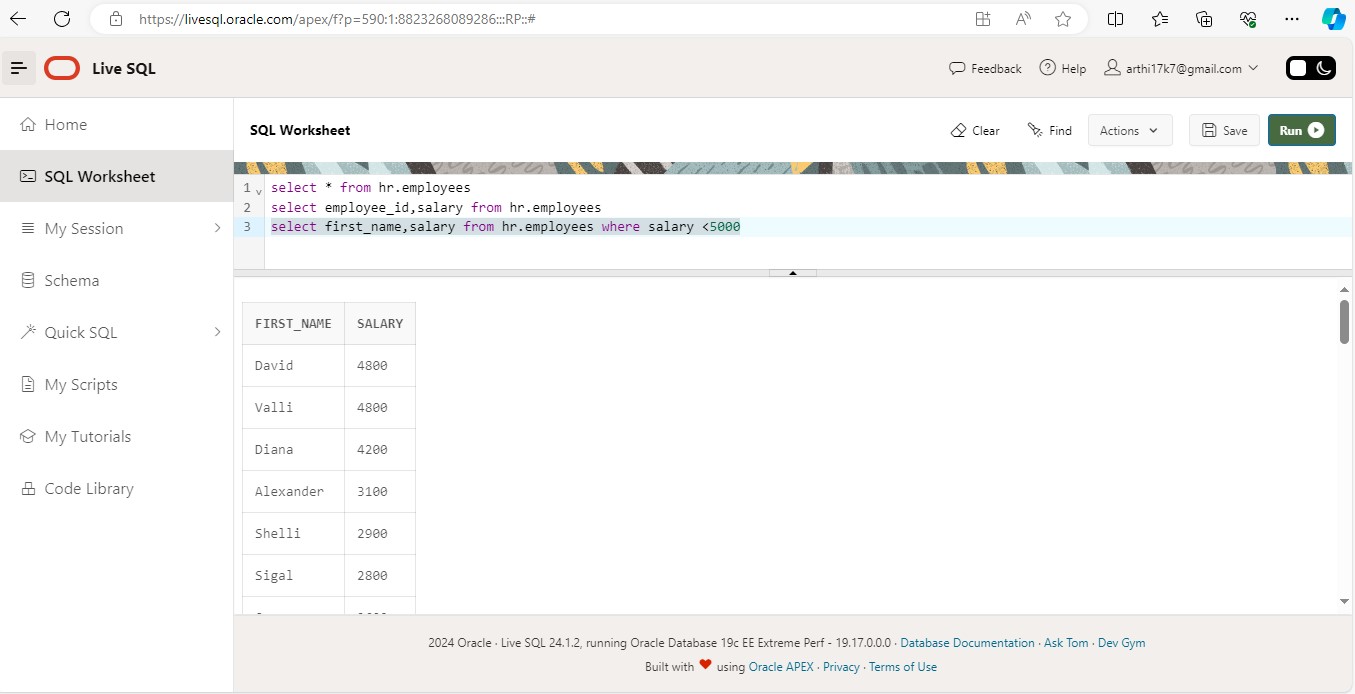 https://livesql.oracle.com/apex/f?p=590:1:8823268089286:::RP::#
Live SQL
Feedback
Help
arthi17k7@gmail.com
Home
SQL Worksheet
My Session
Schema
Quick SQL
My Scripts
My Tutorials
Code Library
SQL Worksheet
Clear
Find
Actions
Save
Run
1 select * from hr.employees
2 select employee_id,salary from hr.employees
3 select first_name,salary from hr.employees where salary <5000
FIRST_NAME SALARY
David 4800
Valli 4800
Diana 4200
Alexander 3100
Shelli 2900
Sigal 2800
2024 Oracle · Live SQL 24.1.2, running Oracle Database 19c EE Extreme Perf - 19.17.0.0.0 · Database Documentation · Ask Tom · Dev Gym
Built with ❤ using Oracle APEX · Privacy · Terms of Use